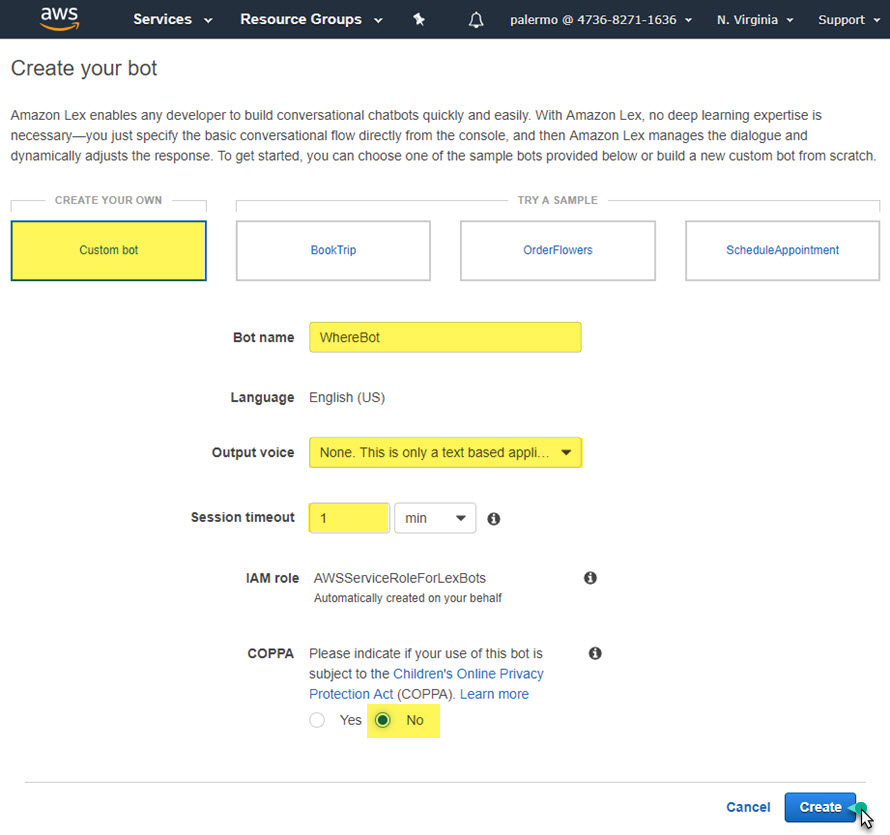 aws Services Resource Groups palermo @ 4736-8271-1636 N. Virginia Support
Create your bot
Amazon Lex enables any developer to build conversational chatbots quickly and easily. With Amazon Lex, no deep learning expertise is
necessary—you just specify the basic conversational flow directly from the console, and then Amazon Lex manages the dialogue and
dynamically adjusts the response. To get started, you can choose one of the sample bots provided below or build a new custom bot from scratch.
CREATE YOUR OWN TRY A SAMPLE
Custom bot BookTrip OrderFlowers ScheduleAppointment
Bot name WhereBot
Language English (US)
Output voice None. This is only a text based appli...
Session timeout 1 min
IAM role AWSServiceRoleForLexBots
Automatically created on your behalf
COPPA Please indicate if your use of this bot is
subject to the Children's Online Privacy
Protection Act (COPPA). Learn more
Yes No
Cancel Create